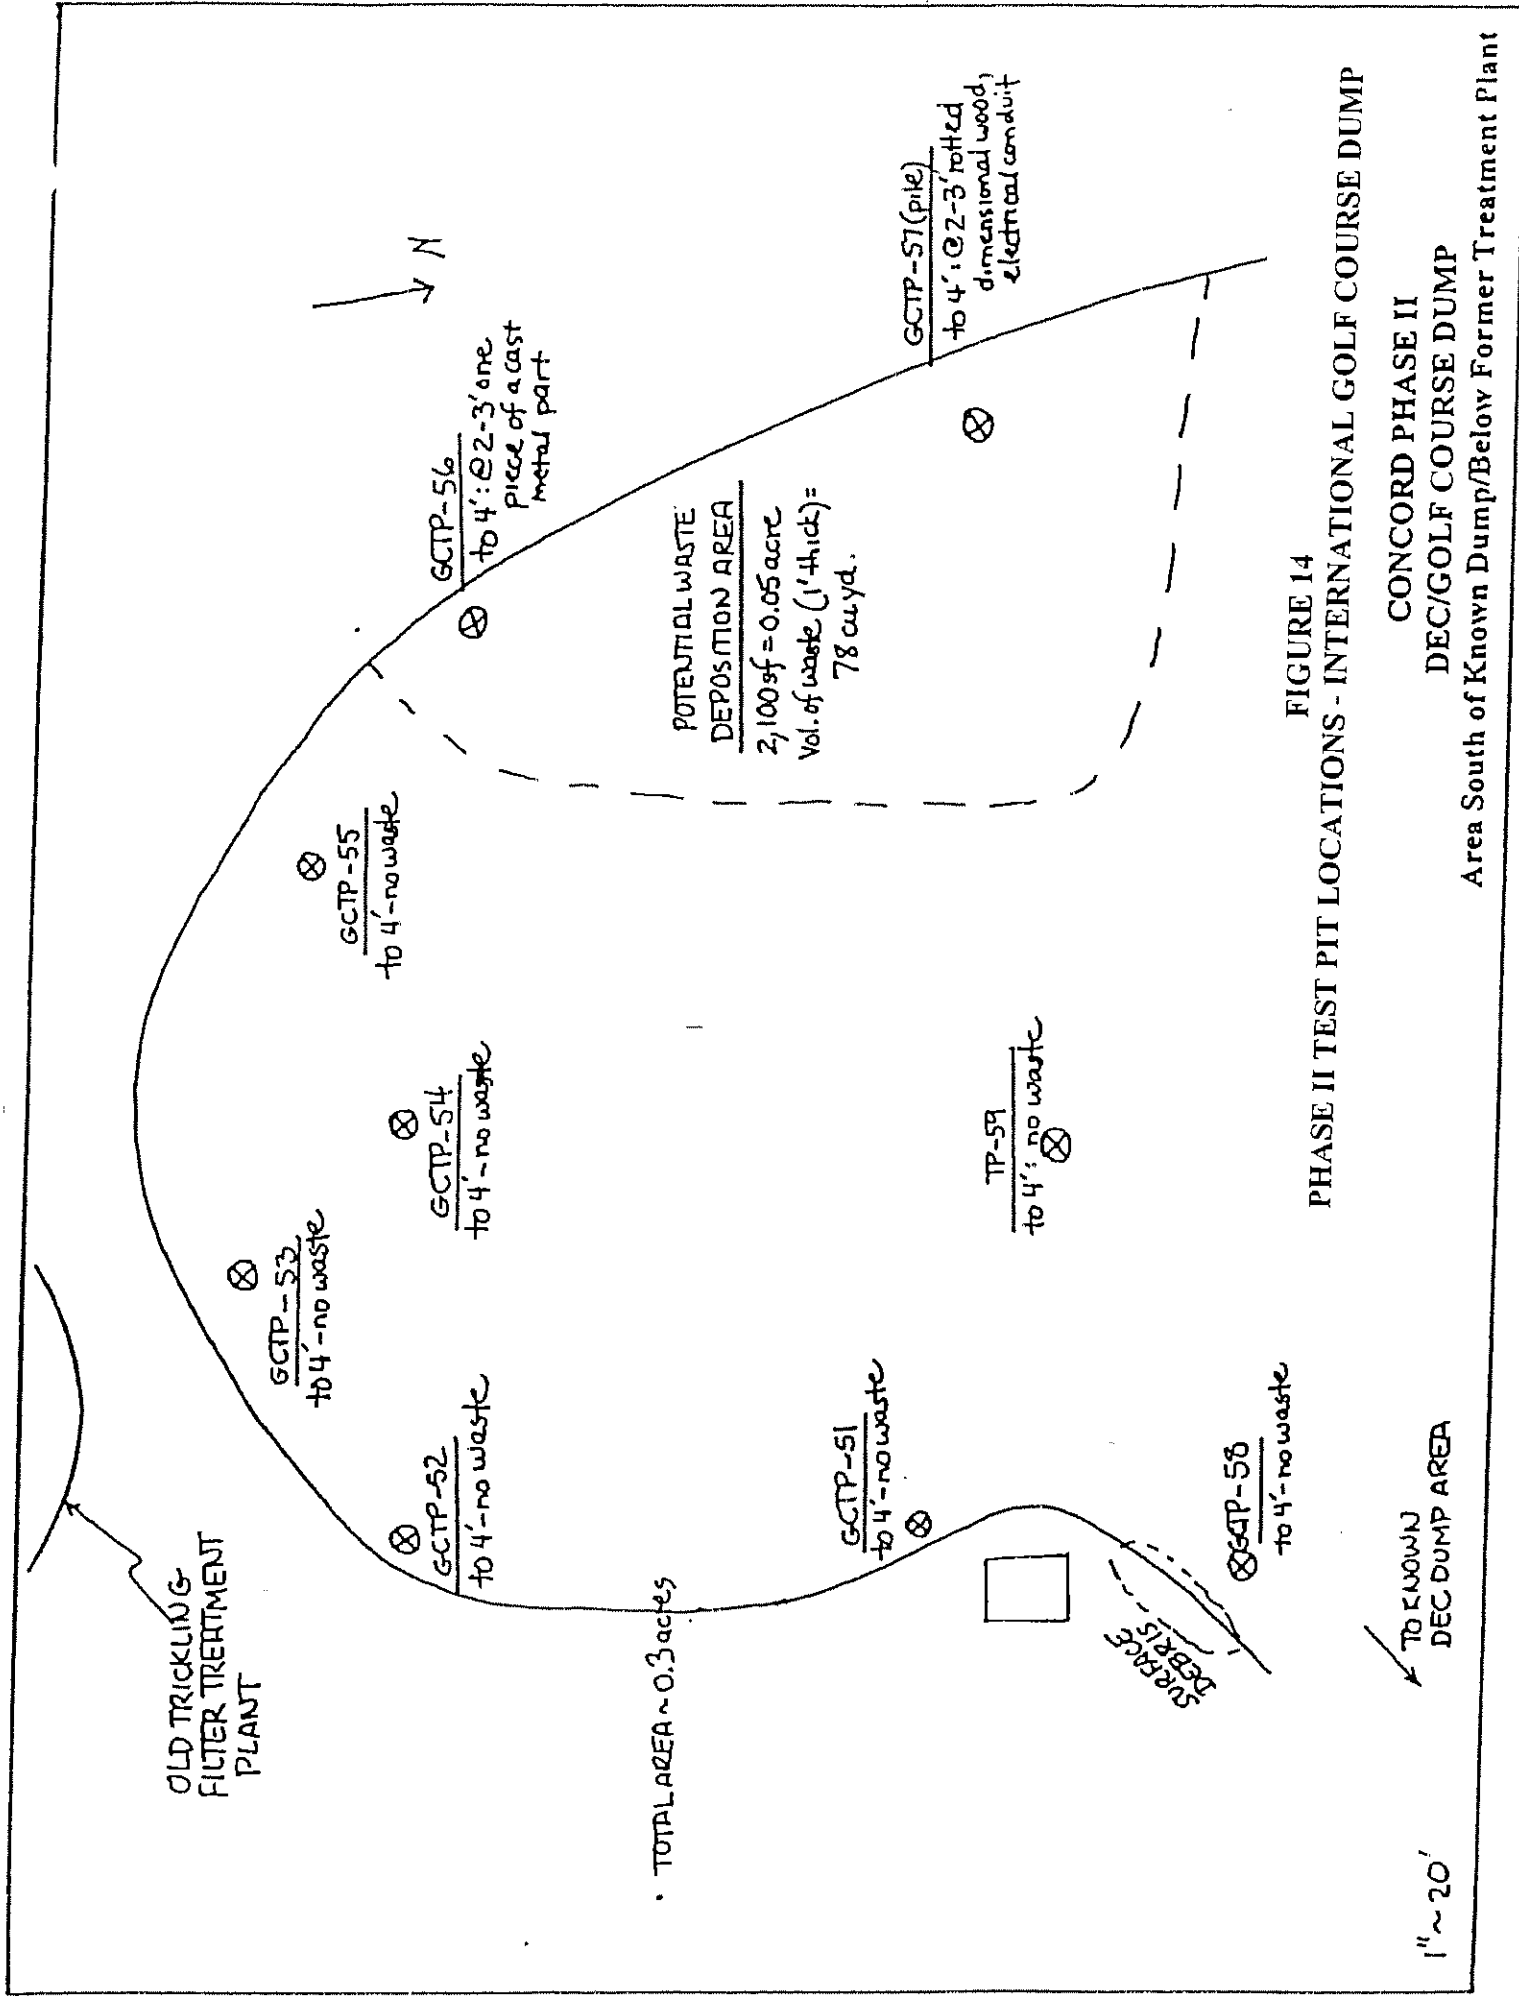 OLD TRICKLING
FILTER TREATMENT
PLANT
N
GCTP-53
to 4'-no waste
GCTP-55
to 4'-no waste
GCTP-52
to 4'-no waste
GCTP-54
to 4'-no waste
GCTP-56
to 4': @ 2-3' one
piece of a cast
metal part
• TOTAL AREA ~ 0.3 acres
POTENTIAL WASTE
DEPOSITION AREA
2,100 sf = 0.05 acre
Vol. of waste (1' thick) =
78 cu yd.
GCTP-51
to 4'-no waste
TP-59
to 4': no waste
GCTP-57 (pile)
to 4': @ 2-3' rotted
dimensional wood,
electrical conduit
SURFACE
DEBRIS
GCTP-58
to 4'-no waste
TO KNOWN
DEC DUMP AREA
1" ~ 20'
FIGURE 14
PHASE II TEST PIT LOCATIONS - INTERNATIONAL GOLF COURSE DUMP
CONCORD PHASE II
DEC/GOLF COURSE DUMP
Area South of Known Dump/Below Former Treatment Plant